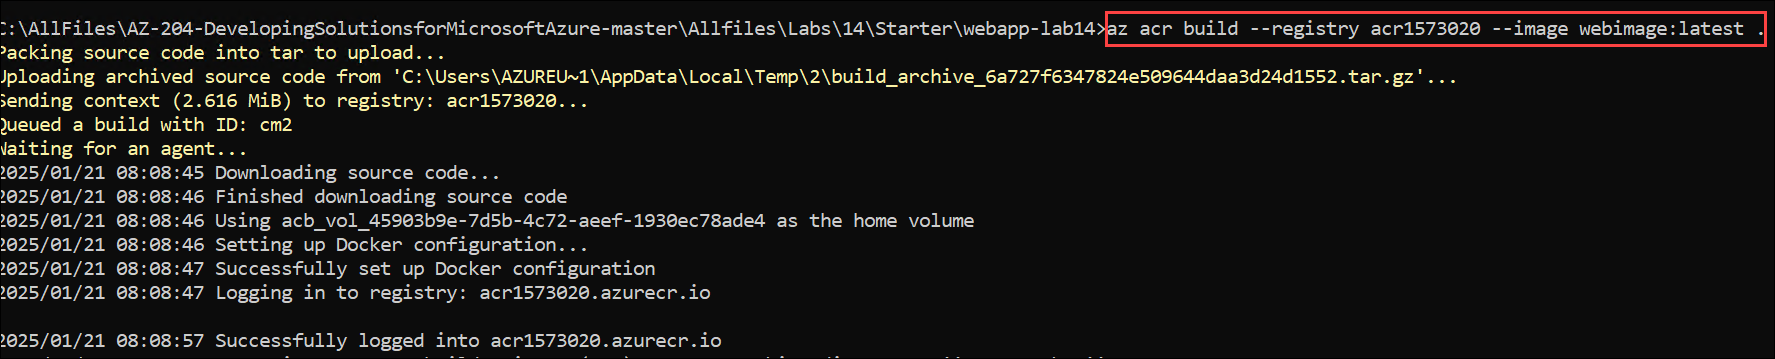 C:\AllFiles\AZ-204-DevelopingSolutionsforMicrosoftAzure-master\Allfiles\Labs\14\Starter\webapp-lab14>az acr build --registry acr1573020 --image webimage:latest .
Packing source code into tar to upload...
Uploading archived source code from 'C:\Users\AZUREU~1\AppData\Local\Temp\2\build_archive_6a727f6347824e509644daa3d24d1552.tar.gz'...
Sending context (2.616 MiB) to registry: acr1573020...
Queued a build with ID: cm2
Waiting for an agent...
2025/01/21 08:08:45 Downloading source code...
2025/01/21 08:08:46 Finished downloading source code
2025/01/21 08:08:46 Using acb_vol_45903b9e-7d5b-4c72-aeef-1930ec78ade4 as the home volume
2025/01/21 08:08:46 Setting up Docker configuration...
2025/01/21 08:08:47 Successfully set up Docker configuration
2025/01/21 08:08:47 Logging in to registry: acr1573020.azurecr.io
2025/01/21 08:08:57 Successfully logged into acr1573020.azurecr.io